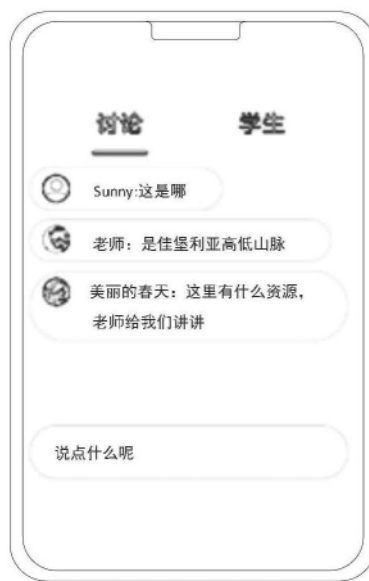 讨论 学生
Sunny:这是哪
老师：是佳堡利亚高低山脉
美丽的春天：这里有什么资源，
老师给我们讲讲
说点什么呢